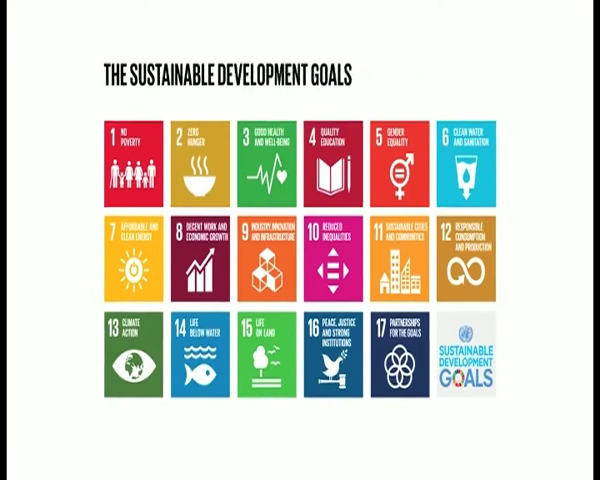 THE SUSTAINABLE DEVELOPMENT GOALS
1 NO
POVERTY
2 ZERO
HUNGER
3 GOOD HEALTH
AND WELL-BEING
4 QUALITY
EDUCATION
5 GENDER
EQUALITY
6 CLEAN WATER
AND SANITATION
7 AFFORDABLE AND
CLEAN ENERGY
8 DECENT WORK AND
ECONOMIC GROWTH
9 INDUSTRY, INNOVATION
AND INFRASTRUCTURE
10 REDUCED
INEQUALITIES
11 SUSTAINABLE CITIES
AND COMMUNITIES
12 RESPONSIBLE
CONSUMPTION
AND PRODUCTION
13 CLIMATE
ACTION
14 LIFE
BELOW WATER
15 LIFE
ON LAND
16 PEACE, JUSTICE
AND STRONG
INSTITUTIONS
17 PARTNERSHIPS
FOR THE GOALS
SUSTAINABLE
DEVELOPMENT
GOALS